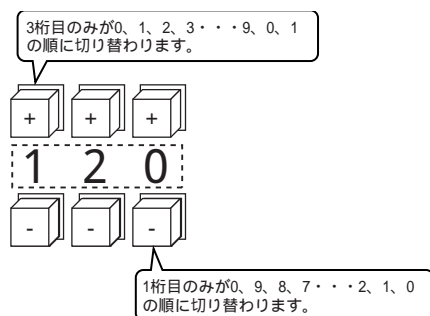 3桁目のみが0、1、2、3・・・9、0、1
の順に切り替わります。
+ + +
1 2 0
- - -
1桁目のみが0、9、8、7・・・2、1、0
の順に切り替わります。